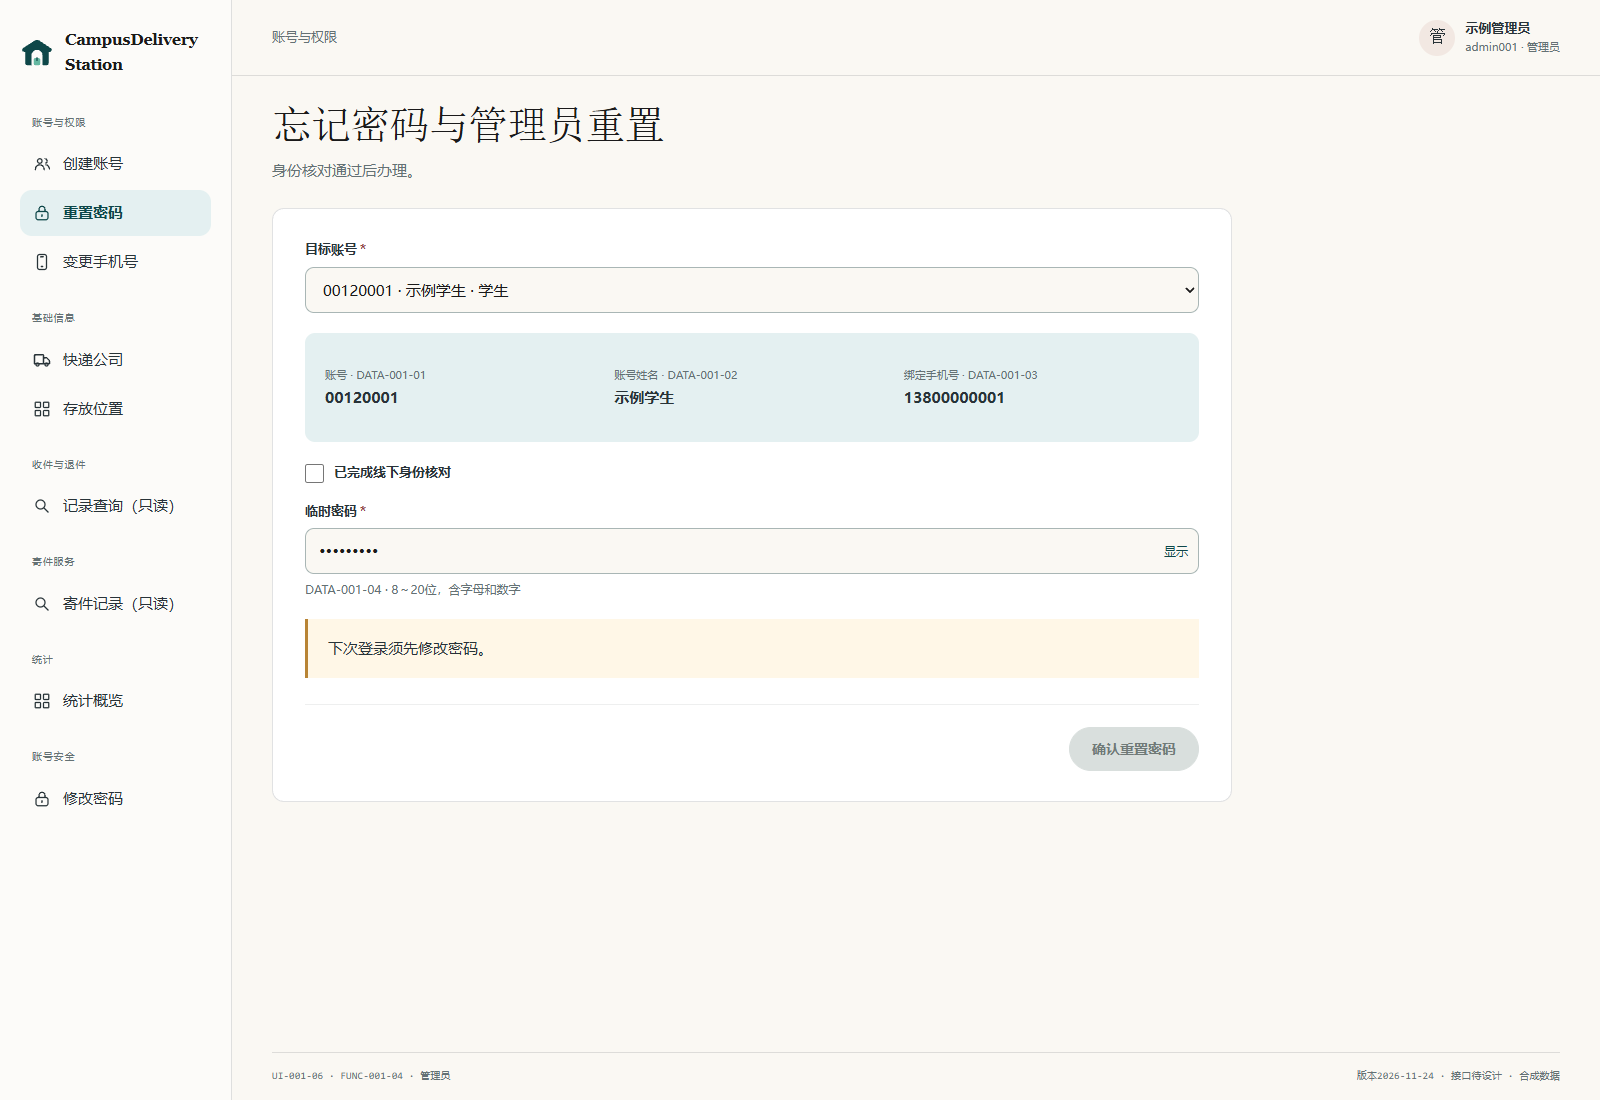 CampusDelivery
Station
账号与权限
创建账号
重置密码
变更手机号
基础信息
快递公司
存放位置
收件与退件
记录查询（只读）
寄件服务
寄件记录（只读）
统计
统计概览
账号安全
修改密码
账号与权限
管
示例管理员
admin001 · 管理员
忘记密码与管理员重置
身份核对通过后办理。
目标账号 *
00120001 · 示例学生 · 学生
账号 · DATA-001-01
00120001
账号姓名 · DATA-001-02
示例学生
绑定手机号 · DATA-001-03
13800000001
已完成线下身份核对
临时密码 *
•••••••••
显示
DATA-001-04 · 8～20位，含字母和数字
下次登录须先修改密码。
确认重置密码
UI-001-06 · FUNC-001-04 · 管理员
版本2026-11-24 · 接口待设计 · 合成数据